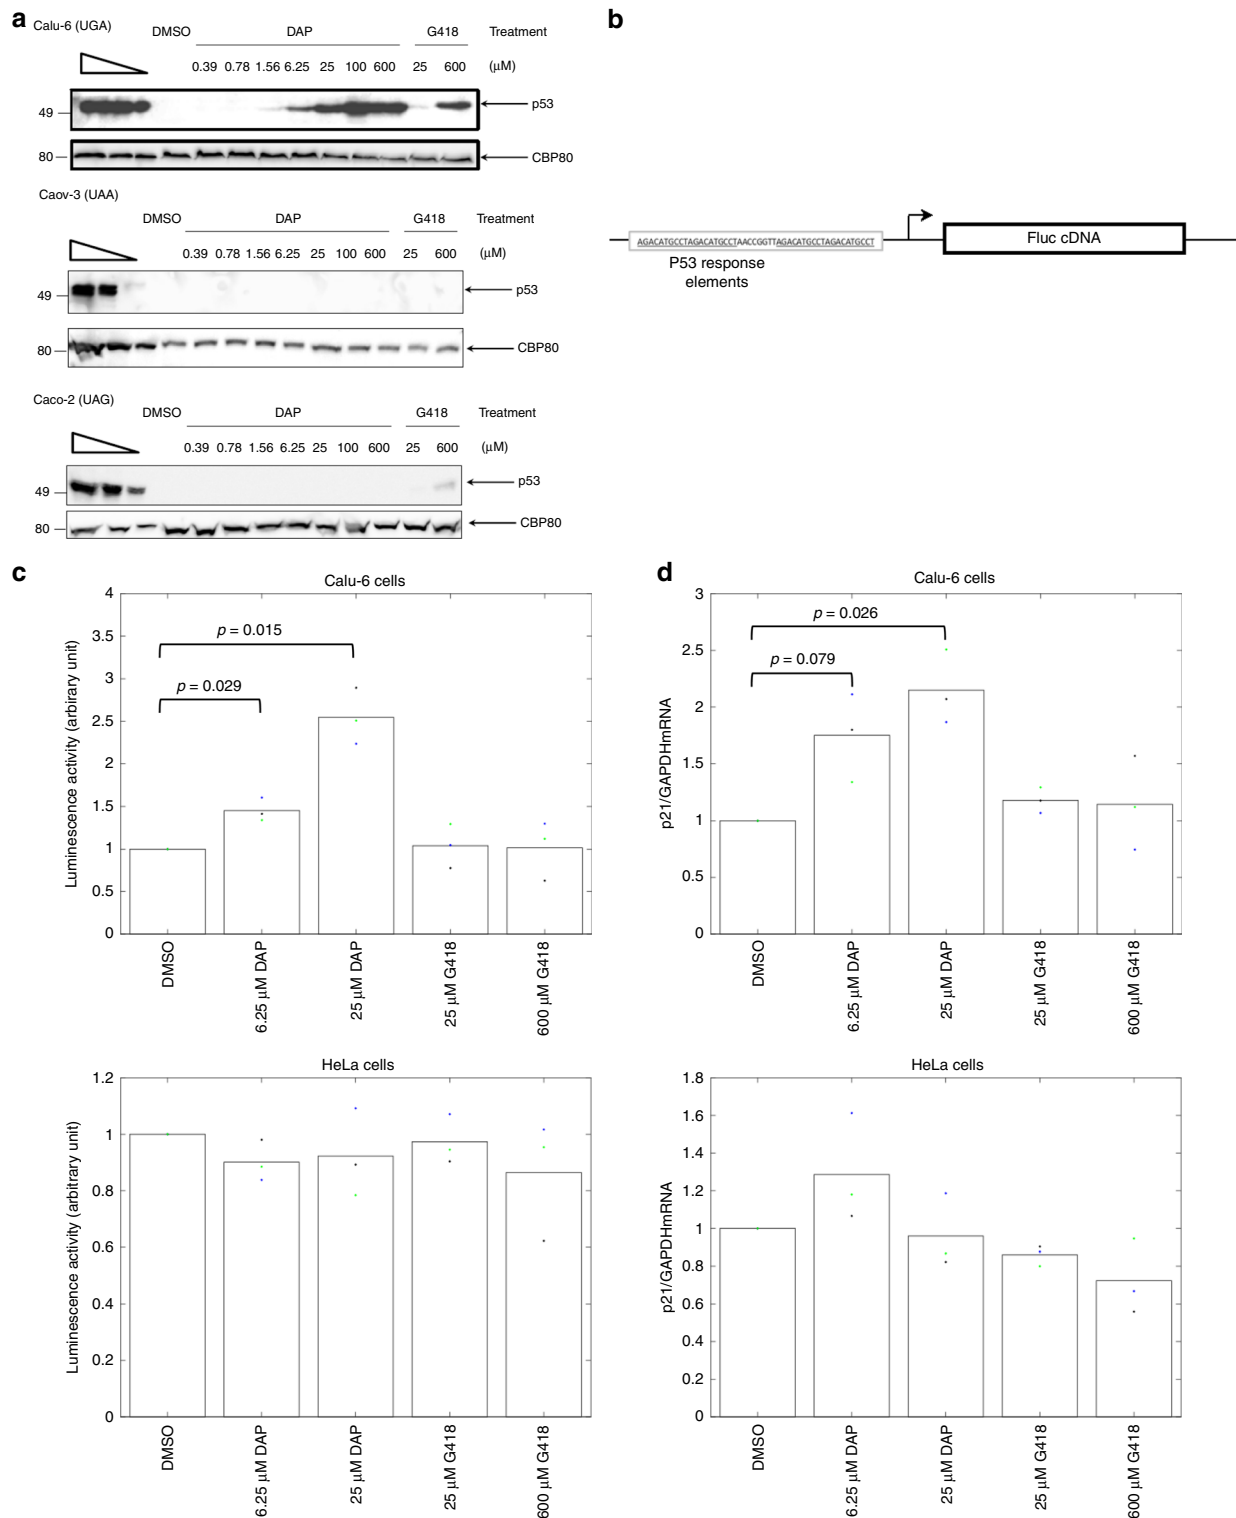 a
Calu-6 (UGA)
DMSO DAP G418 Treatment
0.39 0.78 1.56 6.25 25 100 600 25 600 (μM)
49 p53
80 CBP80
Caov-3 (UAA)
DMSO DAP G418 Treatment
0.39 0.78 1.56 6.25 25 100 600 25 600 (μM)
49 p53
80 CBP80
Caco-2 (UAG)
DMSO DAP G418 Treatment
0.39 0.78 1.56 6.25 25 100 600 25 600 (μM)
49 p53
80 CBP80
b
AGACATGCCTAGACATGCCTAACCGGTTAGACATGCCTAGACATGCCT
P53 response
elements
Fluc cDNA
c
Calu-6 cells
Luminescence activity (arbirary unit)
4
3.5
3
2.5
2
1.5
1
0.5
0
p = 0.015
p = 0.029
DMSO
6.25 μM DAP
25 μM DAP
25 μM G418
600 μM G418
HeLa cells
Luminescence activity (arbitrary unit)
1.2
1
0.8
0.6
0.4
0.2
0
DMSO
6.25 μM DAP
25 μM DAP
25 μM G418
600 μM G418
d
Calu-6 cells
p21/GAPDHmRNA
3
2.5
2
1.5
1
0.5
0
p = 0.026
p = 0.079
DMSO
6.25 μM DAP
25 μM DAP
25 μM G418
600 μM G418
HeLa cells
p21/GAPDHmRNA
1.8
1.6
1.4
1.2
1
0.8
0.6
0.4
0.2
0
DMSO
6.25 μM DAP
25 μM DAP
25 μM G418
600 μM G418